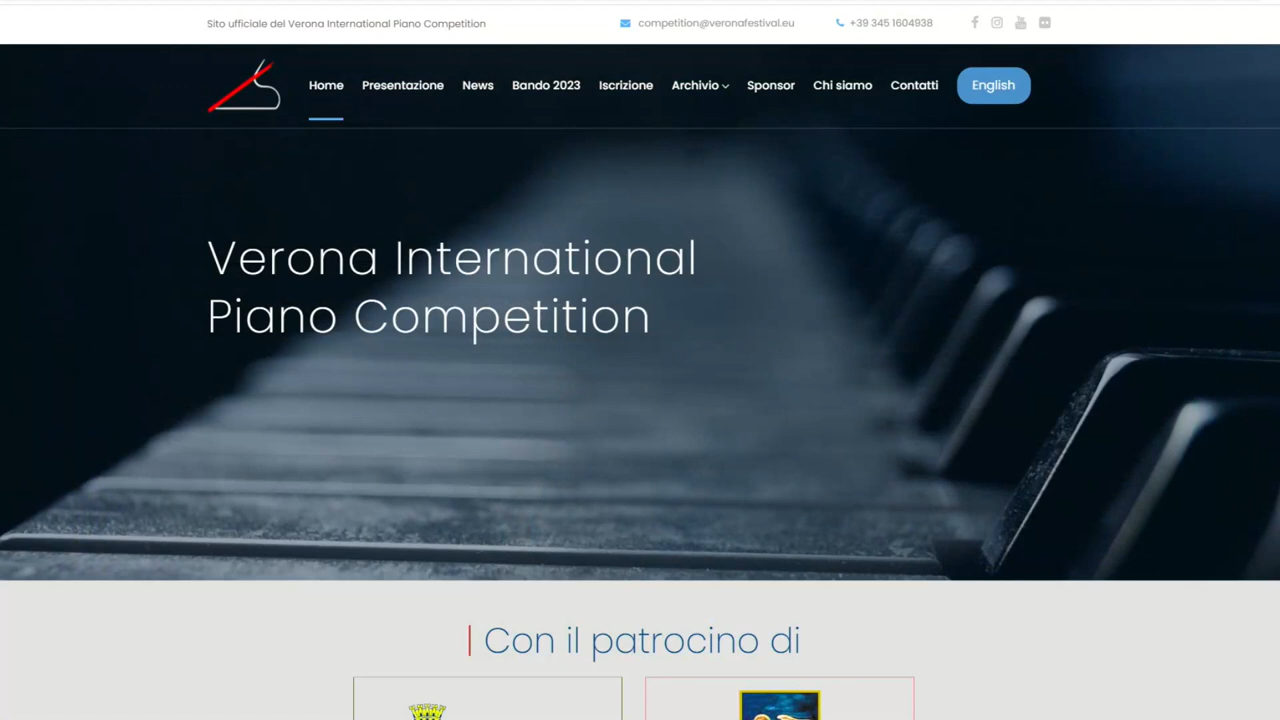 Sito ufficiale del Verona International Piano Competition
competition@veronafestival.eu
+39 345 1604938
Home Presentazione News Bando 2023 Iscrizione Archivio Sponsor Chi siamo Contatti English
Verona International
Piano Competition
Con il patrocino di